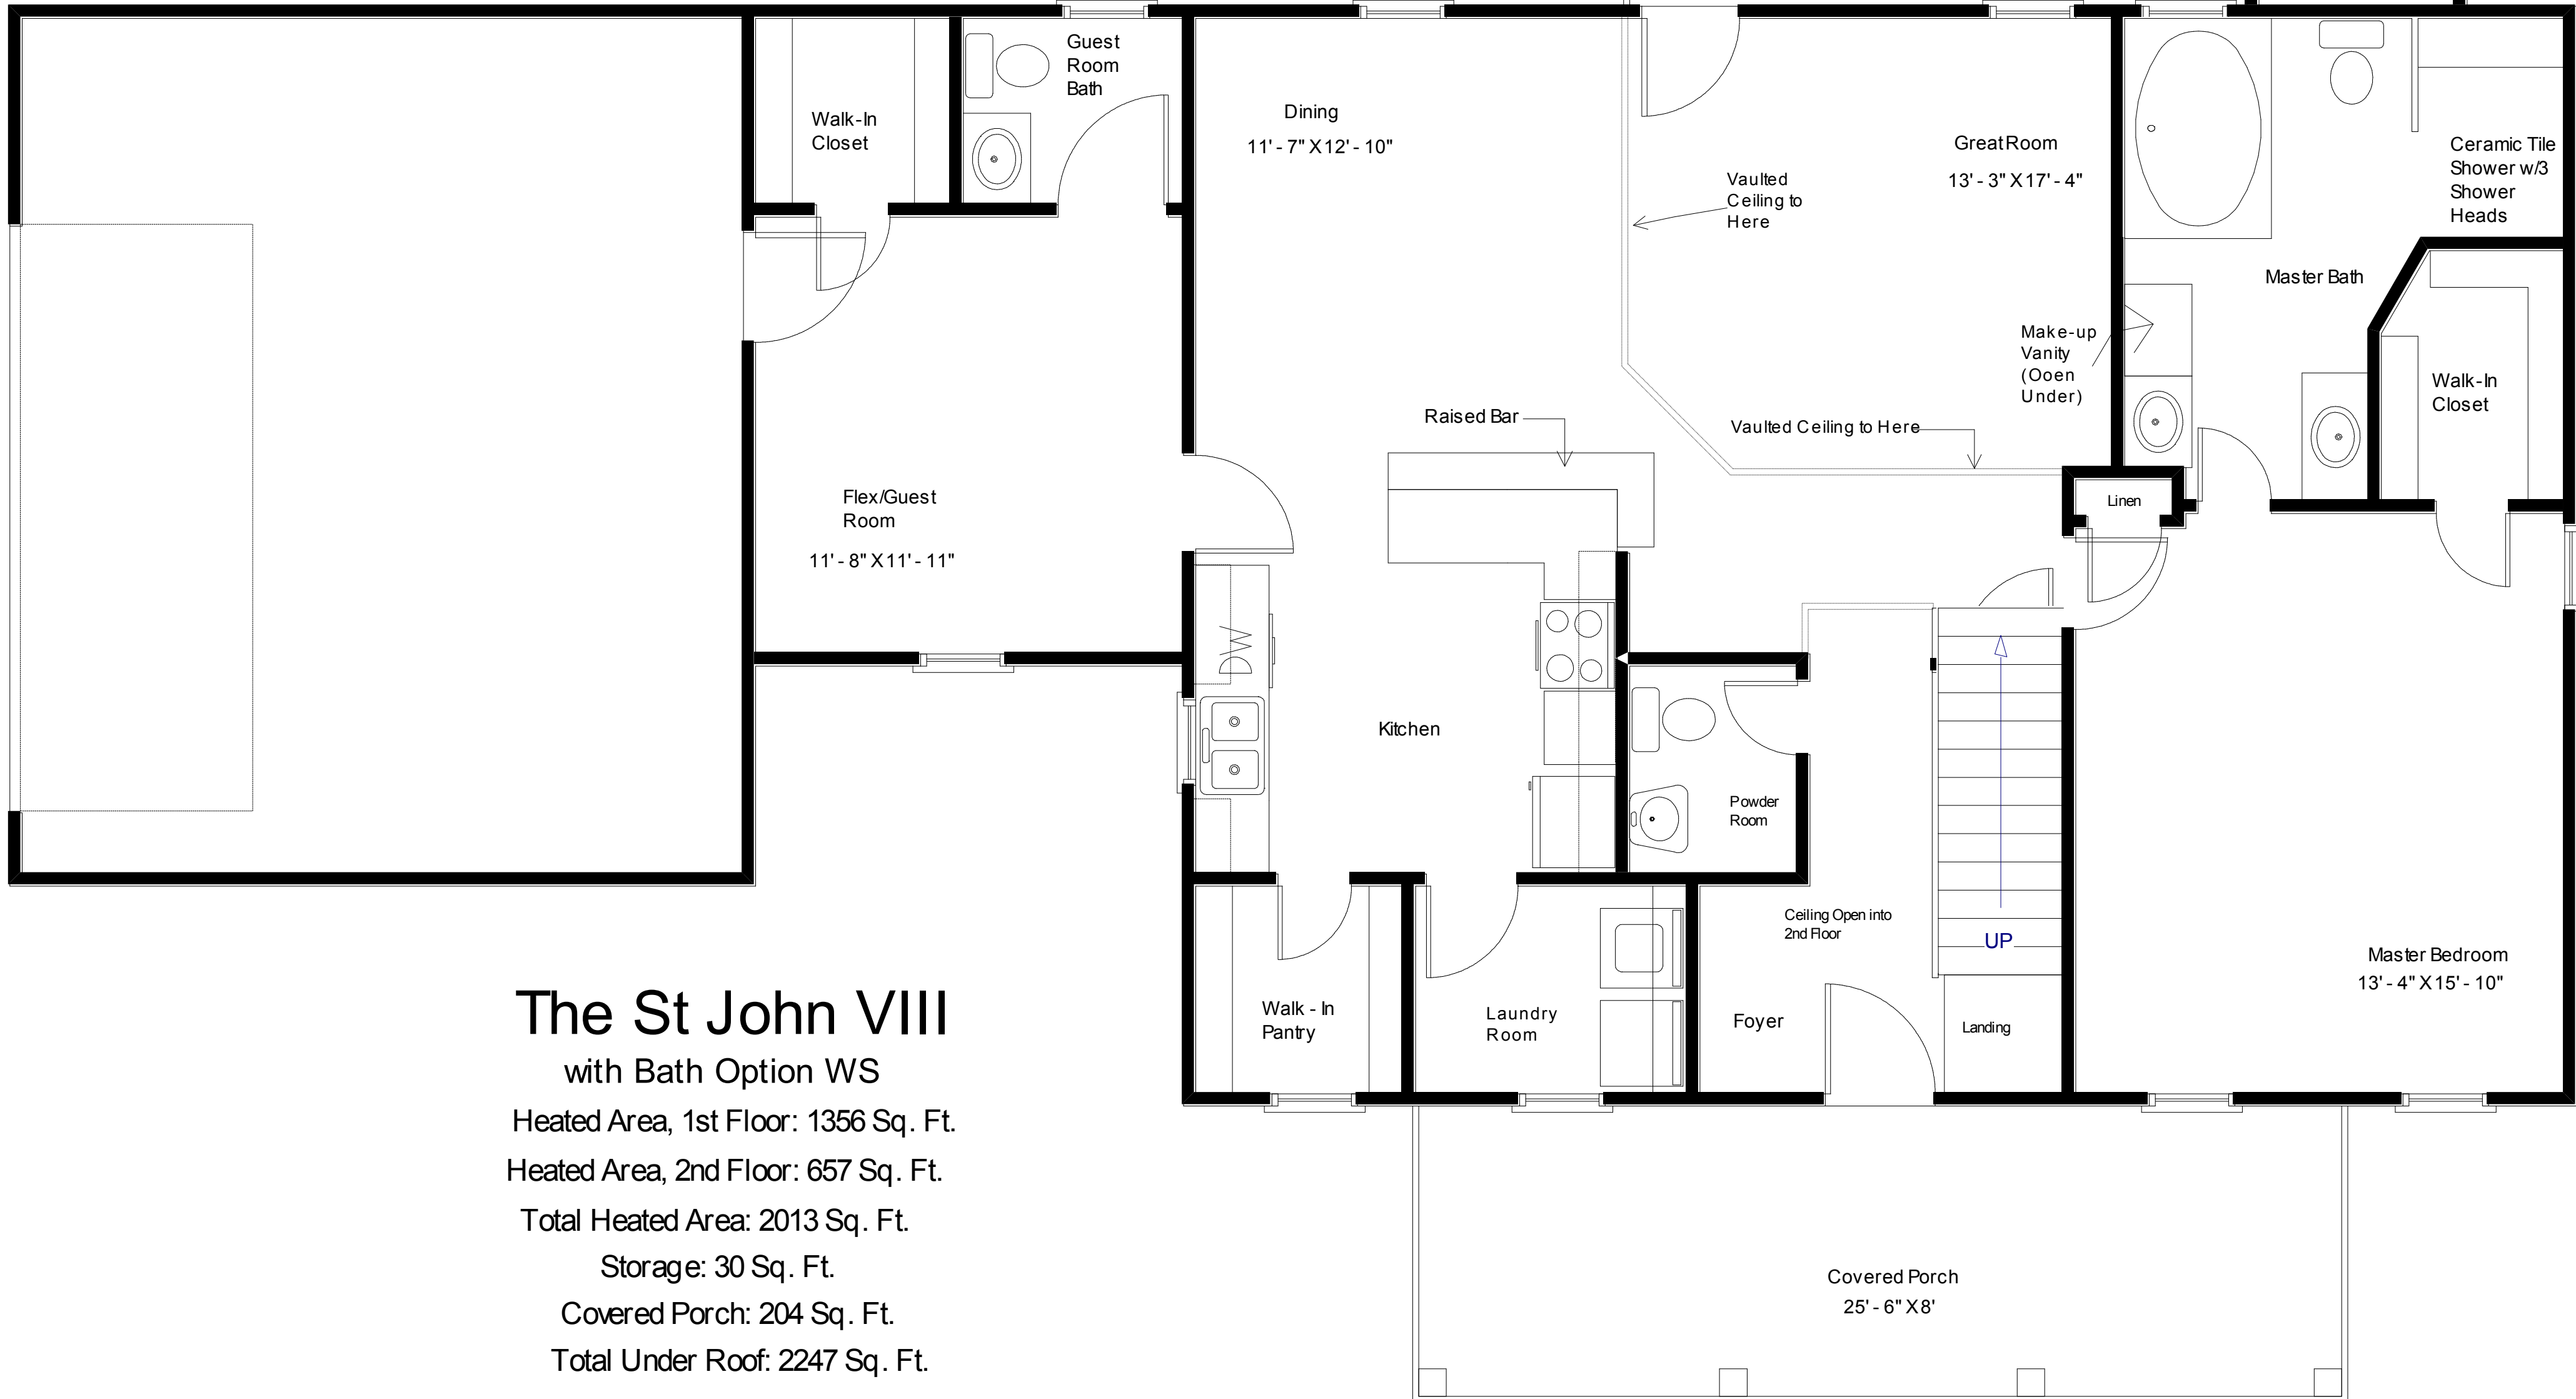 Guest
Room
Bath
Walk-In
Closet
Dining
11' - 7" X 12' - 10"
Great Room
13' - 3" X 17' - 4"
Vaulted
Ceiling to
Here
Ceramic Tile
Shower w/3
Shower
Heads
Master Bath
Make-up
Vanity
(Ooen
Under)
Walk-In
Closet
Raised Bar
Vaulted Ceiling to Here
Flex/Guest
Room
11' - 8" X 11' - 11"
Linen
DW
Kitchen
Powder
Room
Ceiling Open into
2nd Floor
UP
Master Bedroom
13' - 4" X 15' - 10"
Walk - In
Pantry
Laundry
Room
Foyer
Landing
The St John VIII
with Bath Option WS
Heated Area, 1st Floor: 1356 Sq. Ft.
Heated Area, 2nd Floor: 657 Sq. Ft.
Total Heated Area: 2013 Sq. Ft.
Storage: 30 Sq. Ft.
Covered Porch: 204 Sq. Ft.
Total Under Roof: 2247 Sq. Ft.
Covered Porch
25' - 6" X 8'